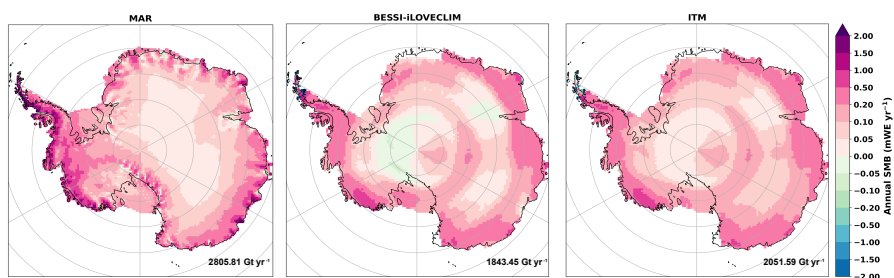 MAR
BESSI-iLOVECLIM
ITM
2805.81 Gt yr⁻¹
1843.45 Gt yr⁻¹
2051.59 Gt yr⁻¹
2.00
1.50
1.00
0.50
0.20
0.10
0.05
0.00
-0.05
-0.10
-0.20
-0.50
-1.00
-1.50
-2.00
Annual SMB (mWE yr⁻¹)